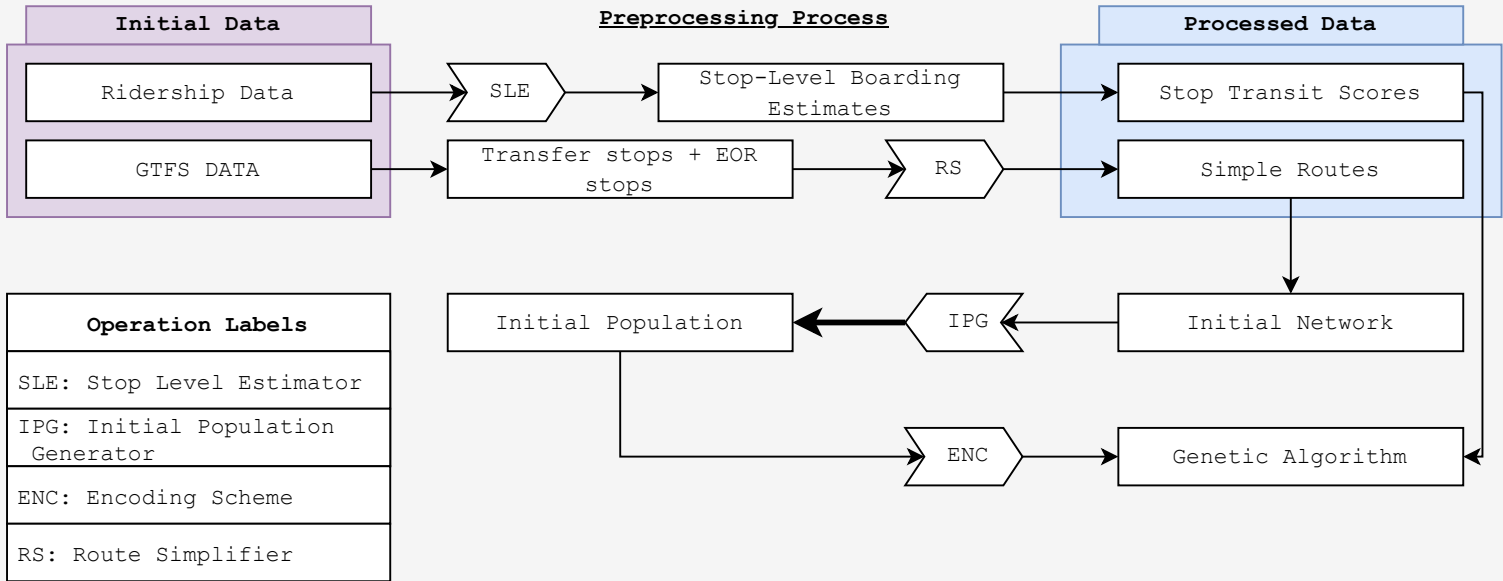 Initial Data
Preprocessing Process
Processed Data
Ridership Data
SLE
Stop-Level Boarding
Estimates
Stop Transit Scores
GTFS DATA
Transfer stops + EOR
stops
RS
Simple Routes
Operation Labels
SLE: Stop Level Estimator
IPG: Initial Population
Generator
ENC: Encoding Scheme
RS: Route Simplifier
Initial Population
IPG
Initial Network
ENC
Genetic Algorithm